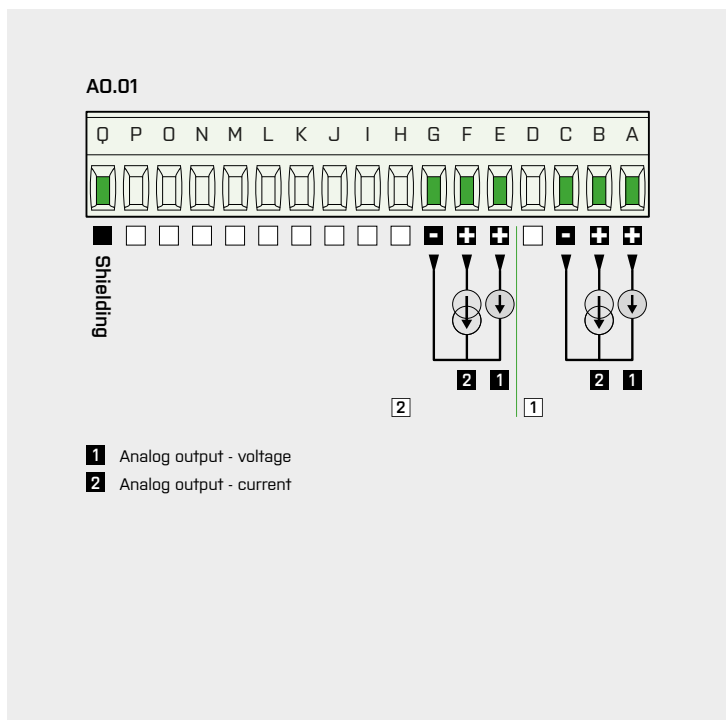 AO.01
Q P O N M L K J I H G F E D C B A
- + + - + +
Shielding
2 1 2 1
2 1
1 Analog output - voltage
2 Analog output - current